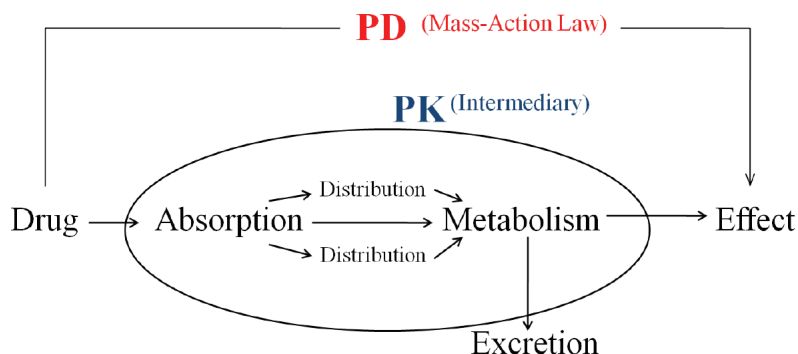 PD (Mass-Action Law)
PK (Intermediary)
Distribution
Drug Absorption Metabolism Effect
Distribution
Excretion